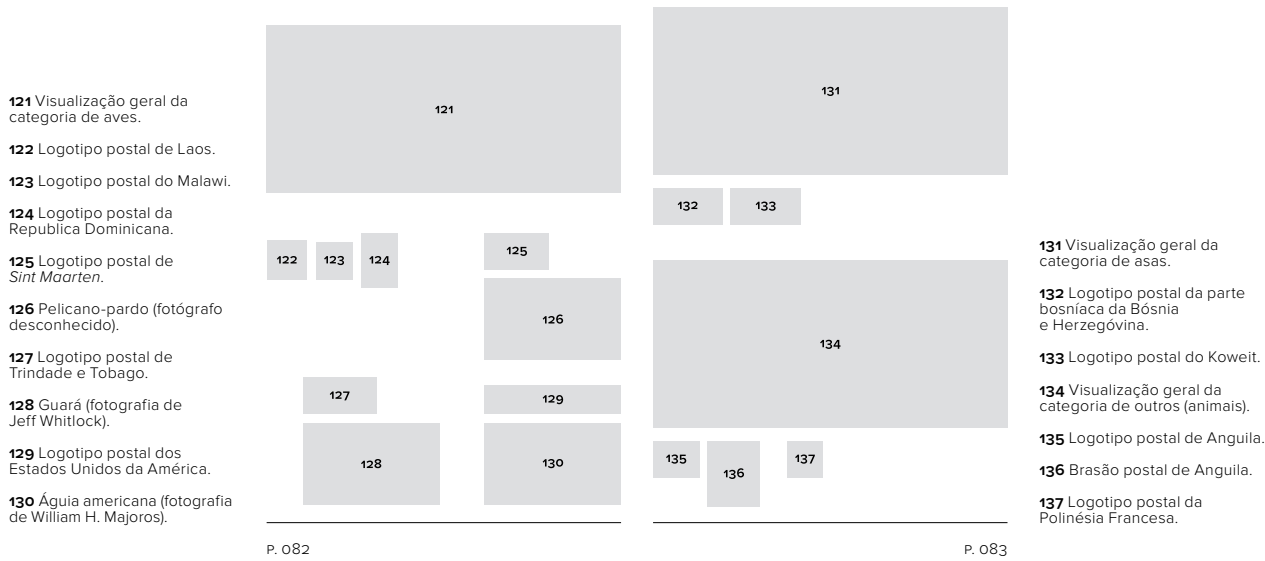 121 Visualização geral da
categoria de aves.
122 Logotipo postal de Laos.
123 Logotipo postal do Malawi.
124 Logotipo postal da
Republica Dominicana.
125 Logotipo postal de
Sint Maarten.
126 Pelicano-pardo (fotógrafo
desconhecido).
127 Logotipo postal de
Trindade e Tobago.
128 Guará (fotografia de
Jeff Whitlock).
129 Logotipo postal dos
Estados Unidos da América.
130 Águia americana (fotografia
de William H. Majoros).
121
122
123
124
125
126
127
128
129
130
P. 082
131
132
133
134
135
136
137
P. 083
131 Visualização geral da
categoria de asas.
132 Logotipo postal da parte
bosníaca da Bósnia
e Herzegóvina.
133 Logotipo postal do Koweit.
134 Visualização geral da
categoria de outros (animais).
135 Logotipo postal de Anguila.
136 Brasão postal de Anguila.
137 Logotipo postal da
Polinésia Francesa.